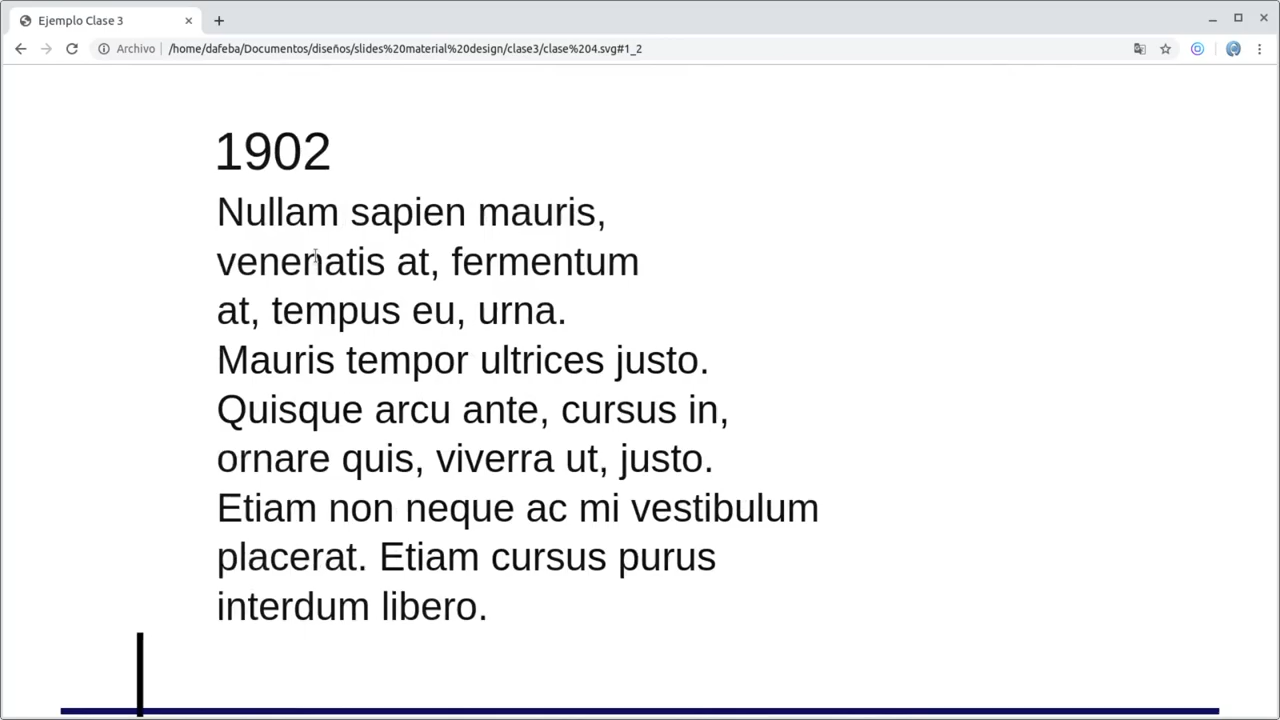 Ejemplo Clase 3
Archivo
/home/dafeba/Documentos/diseños/slides%20material%20design/clase3/clase%204.svg#1_2
1902
Nullam sapien mauris,
venenatis at, fermentum
at, tempus eu, urna.
Mauris tempor ultrices justo.
Quisque arcu ante, cursus in,
ornare quis, viverra ut, justo.
Etiam non neque ac mi vestibulum
placerat. Etiam cursus purus
interdum libero.